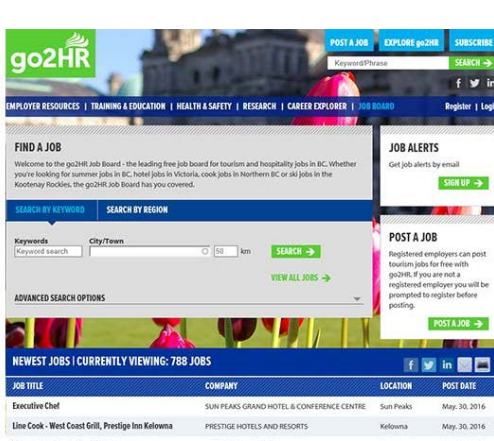 go2HR
POST A JOB
EXPLORE go2HR
SUBSCRIBE
Keyword/Phrase
SEARCH
EMPLOYER RESOURCES | TRAINING & EDUCATION | HEALTH & SAFETY | RESEARCH | CAREER EXPLORER | JOB BOARD
Register | Logi
FIND A JOB
Welcome to the go2HR Job Board - the leading free job board for tourism and hospitality jobs in BC. Whether
you're looking for summer jobs in BC, hotel jobs in Victoria, cook jobs in Northern BC or ski jobs in the
Kootenay Rockies, the go2HR Job Board has you covered.
SEARCH BY KEYWORD
SEARCH BY REGION
Keywords
City/Town
Keyword search
50 km
SEARCH
VIEW ALL JOBS
ADVANCED SEARCH OPTIONS
JOB ALERTS
Get job alerts by email
SIGN UP
POST A JOB
Registered employers can post
tourism jobs for free with
go2HR. If you are not a
registered employer you will be
prompted to register before
posting.
POST A JOB
NEWEST JOBS | CURRENTLY VIEWING: 788 JOBS
JOB TITLE
COMPANY
LOCATION
POST DATE
Executive Chef
SUN PEAKS GRAND HOTEL & CONFERENCE CENTRE
Sun Peaks
May. 30, 2016
Line Cook - West Coast Grill, Prestige Inn Kelowna
PRESTIGE HOTELS AND RESORTS
Kelowna
May. 30, 2016